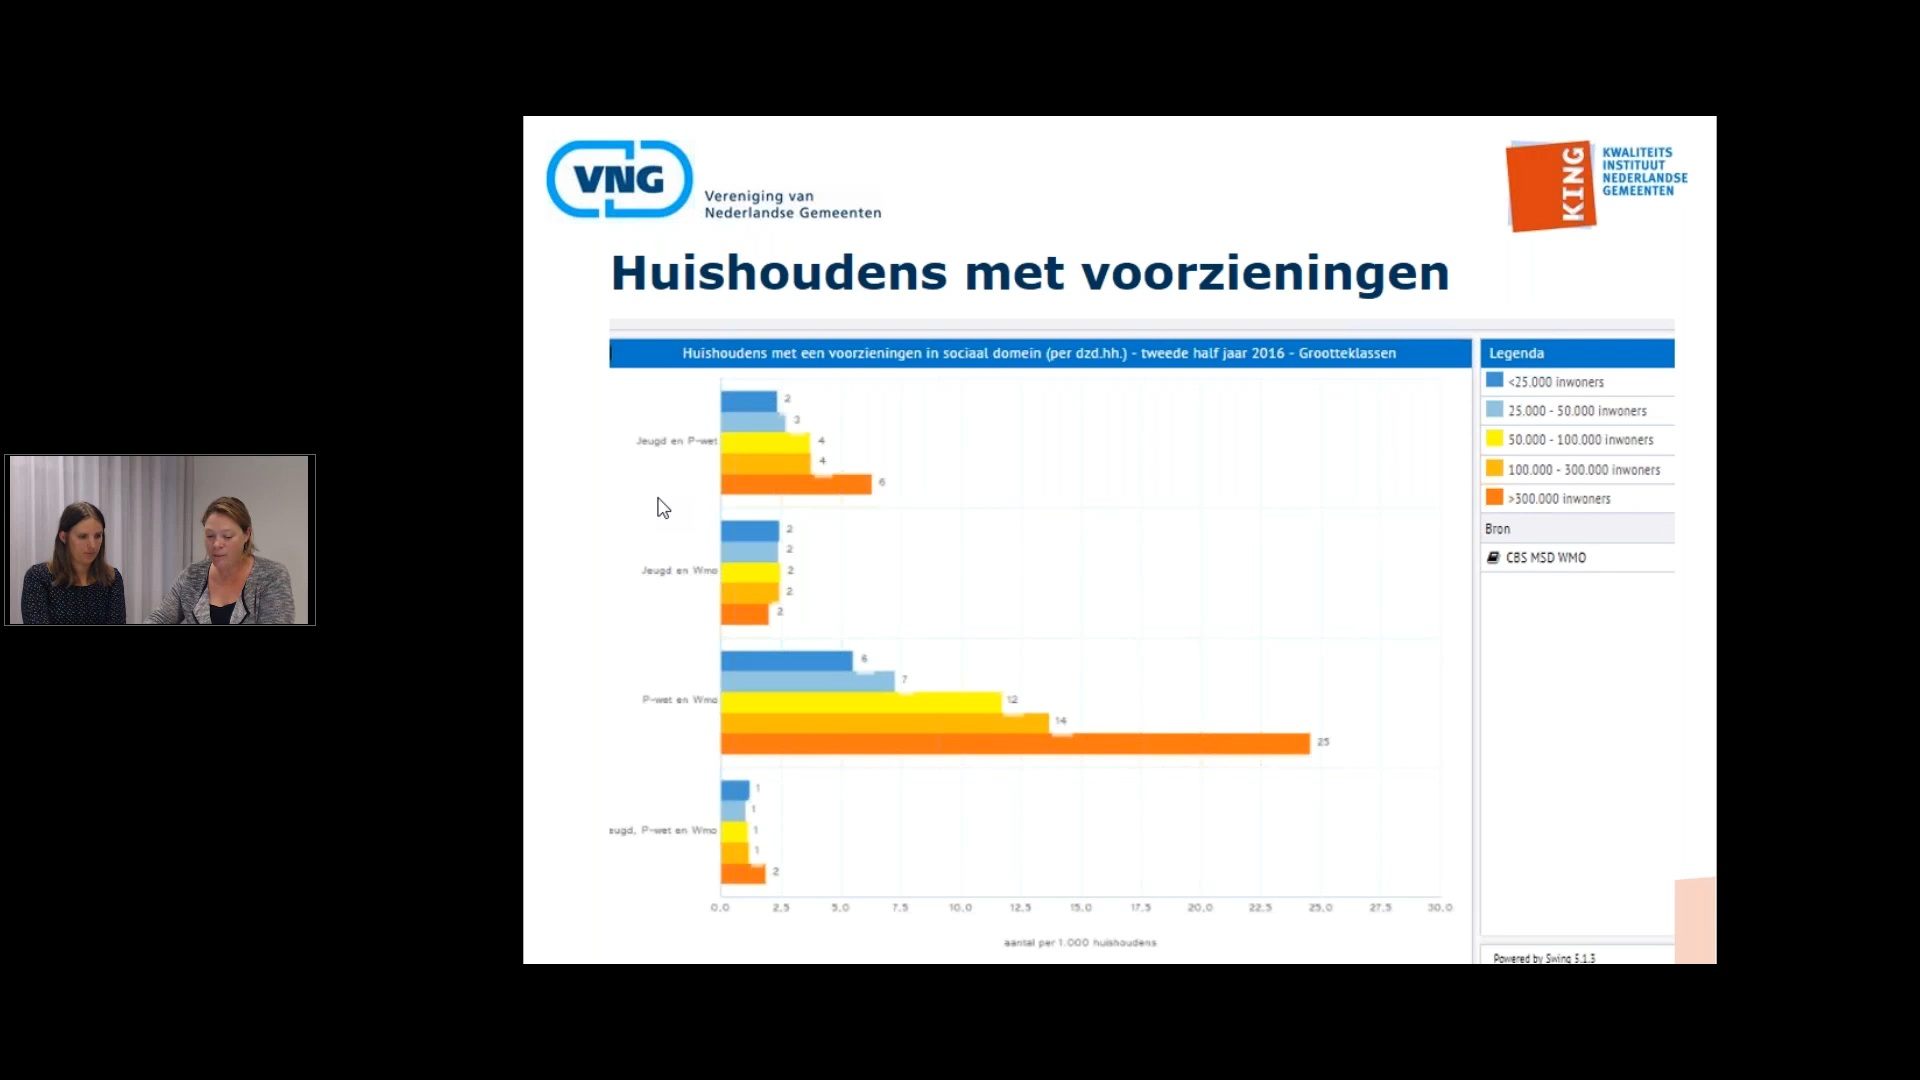 VNG
Vereniging van
Nederlandse Gemeenten
KING
KWALITEITS
INSTITUUT
NEDERLANDSE
GEMEENTEN
Huishoudens met voorzieningen
Huishoudens met een voorzieningen in sociaal domein (per dzd.hh.) - tweede half jaar 2016 - Grootteklassen
Legenda
<25.000 inwoners
25.000 - 50.000 inwoners
50.000 - 100.000 inwoners
100.000 - 300.000 inwoners
>300.000 inwoners
Bron
CBS MSD WMO
Jeugd en P-wet
2
3
4
4
6
Jeugd en Wmo
2
2
2
2
2
P-wet en Wmo
6
7
12
14
25
eugd, P-wet en Wmo
1
1
1
1
2
0,0 2,5 5,0 7,5 10,0 12,5 15,0 17,5 20,0 22,5 25,0 27,5 30,0
aantal per 1.000 huishoudens
Powered by Swing 5.1.3